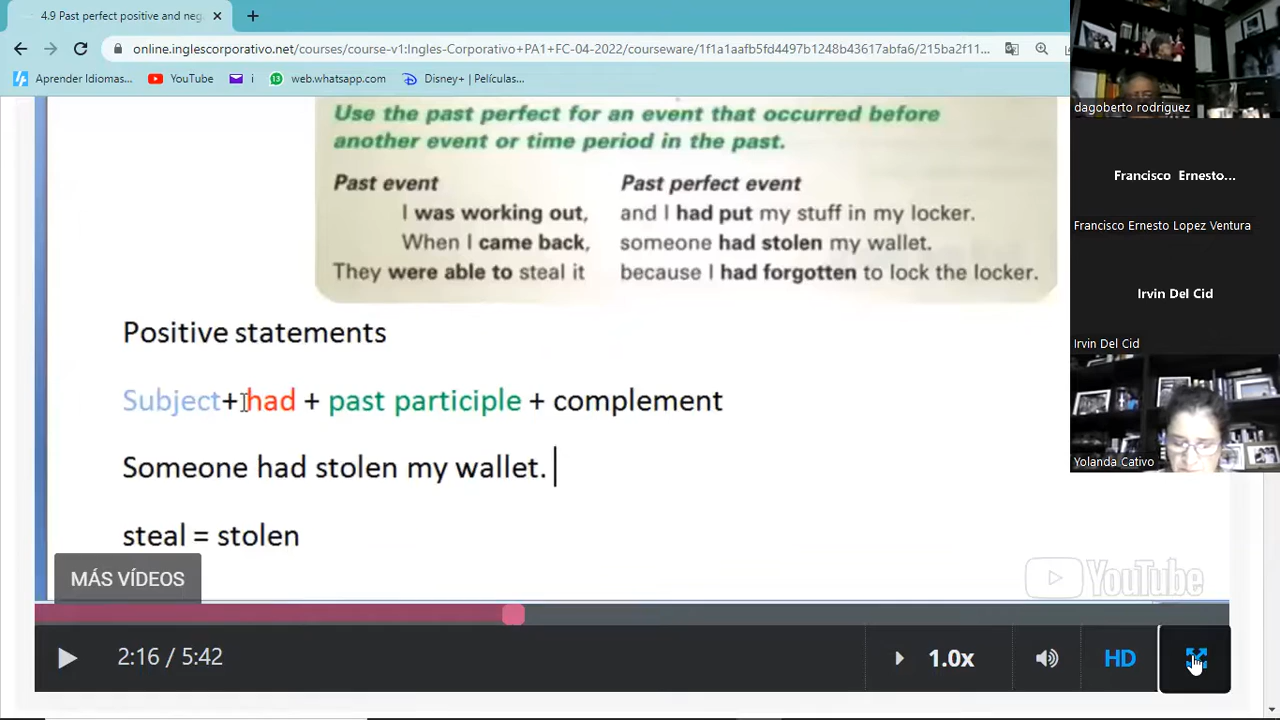 4.9 Past perfect positive and neg
online.inglescorporativo.net/courses/course-v1:Ingles-Corporativo+PA1+FC-04-2022/courseware/1f1a1aafb5fd4497b1248b43617abfa6/215ba2f11...
Aprender Idiomas...
YouTube
i
web.whatsapp.com
Disney+ | Películas,...
Use the past perfect for an event that occurred before
another event or time period in the past.
Past event Past perfect event
I was working out, and I had put my stuff in my locker.
When I came back, someone had stolen my wallet.
They were able to steal it because I had forgotten to lock the locker.
Positive statements
Subject+had + past participle + complement
Someone had stolen my wallet.
steal = stolen
MÁS VÍDEOS
YouTube
2:16 / 5:42
1.0x
HD
dagoberto rodriguez
Francisco Ernesto...
Francisco Ernesto Lopez Ventura
Irvin Del Cid
Irvin Del Cid
Yolanda Cativo